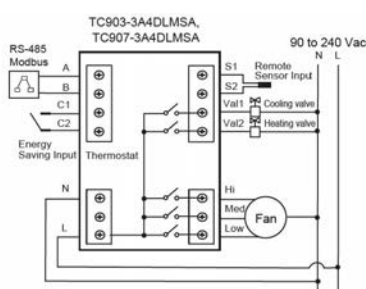 TC903-3A4DLMSA,
TC907-3A4DLMSA
RS-485
Modbus
90 to 240 Vac
N L
A
B
C1
C2
Energy
Saving Input
Thermostat
S1
S2
Remote
Sensor Input
Val1 Cooling valve
Val2 Heating valve
N
L
Hi
Med
Low
Fan